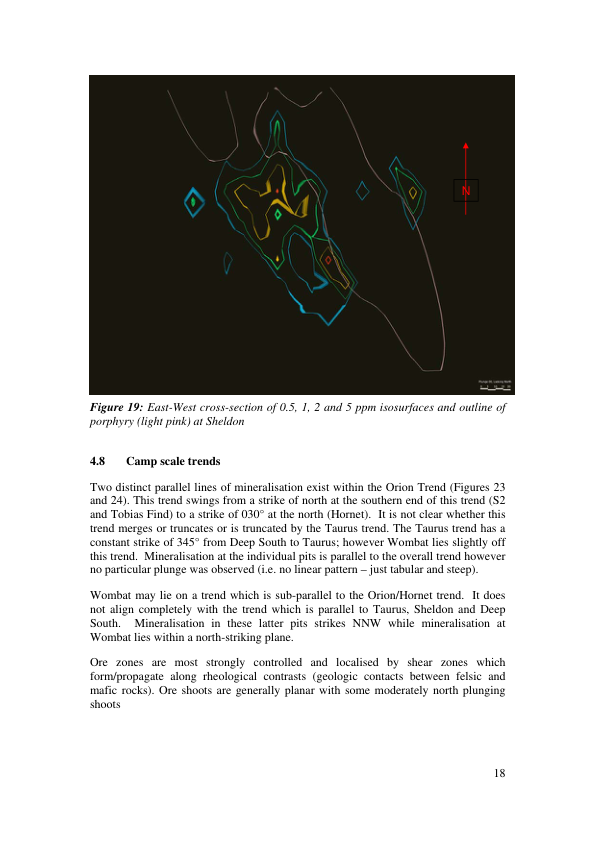 N
Figure 19: East-West cross-section of 0.5, 1, 2 and 5 ppm isosurfaces and outline of
porphyry (light pink) at Sheldon
4.8 Camp scale trends
Two distinct parallel lines of mineralisation exist within the Orion Trend (Figures 23
and 24). This trend swings from a strike of north at the southern end of this trend (S2
and Tobias Find) to a strike of 030° at the north (Hornet). It is not clear whether this
trend merges or truncates or is truncated by the Taurus trend. The Taurus trend has a
constant strike of 345° from Deep South to Taurus; however Wombat lies slightly off
this trend. Mineralisation at the individual pits is parallel to the overall trend however
no particular plunge was observed (i.e. no linear pattern – just tabular and steep).
Wombat may lie on a trend which is sub-parallel to the Orion/Hornet trend. It does
not align completely with the trend which is parallel to Taurus, Sheldon and Deep
South. Mineralisation in these latter pits strikes NNW while mineralisation at
Wombat lies within a north-striking plane.
Ore zones are most strongly controlled and localised by shear zones which
form/propagate along rheological contrasts (geologic contacts between felsic and
mafic rocks). Ore shoots are generally planar with some moderately north plunging
shoots
18